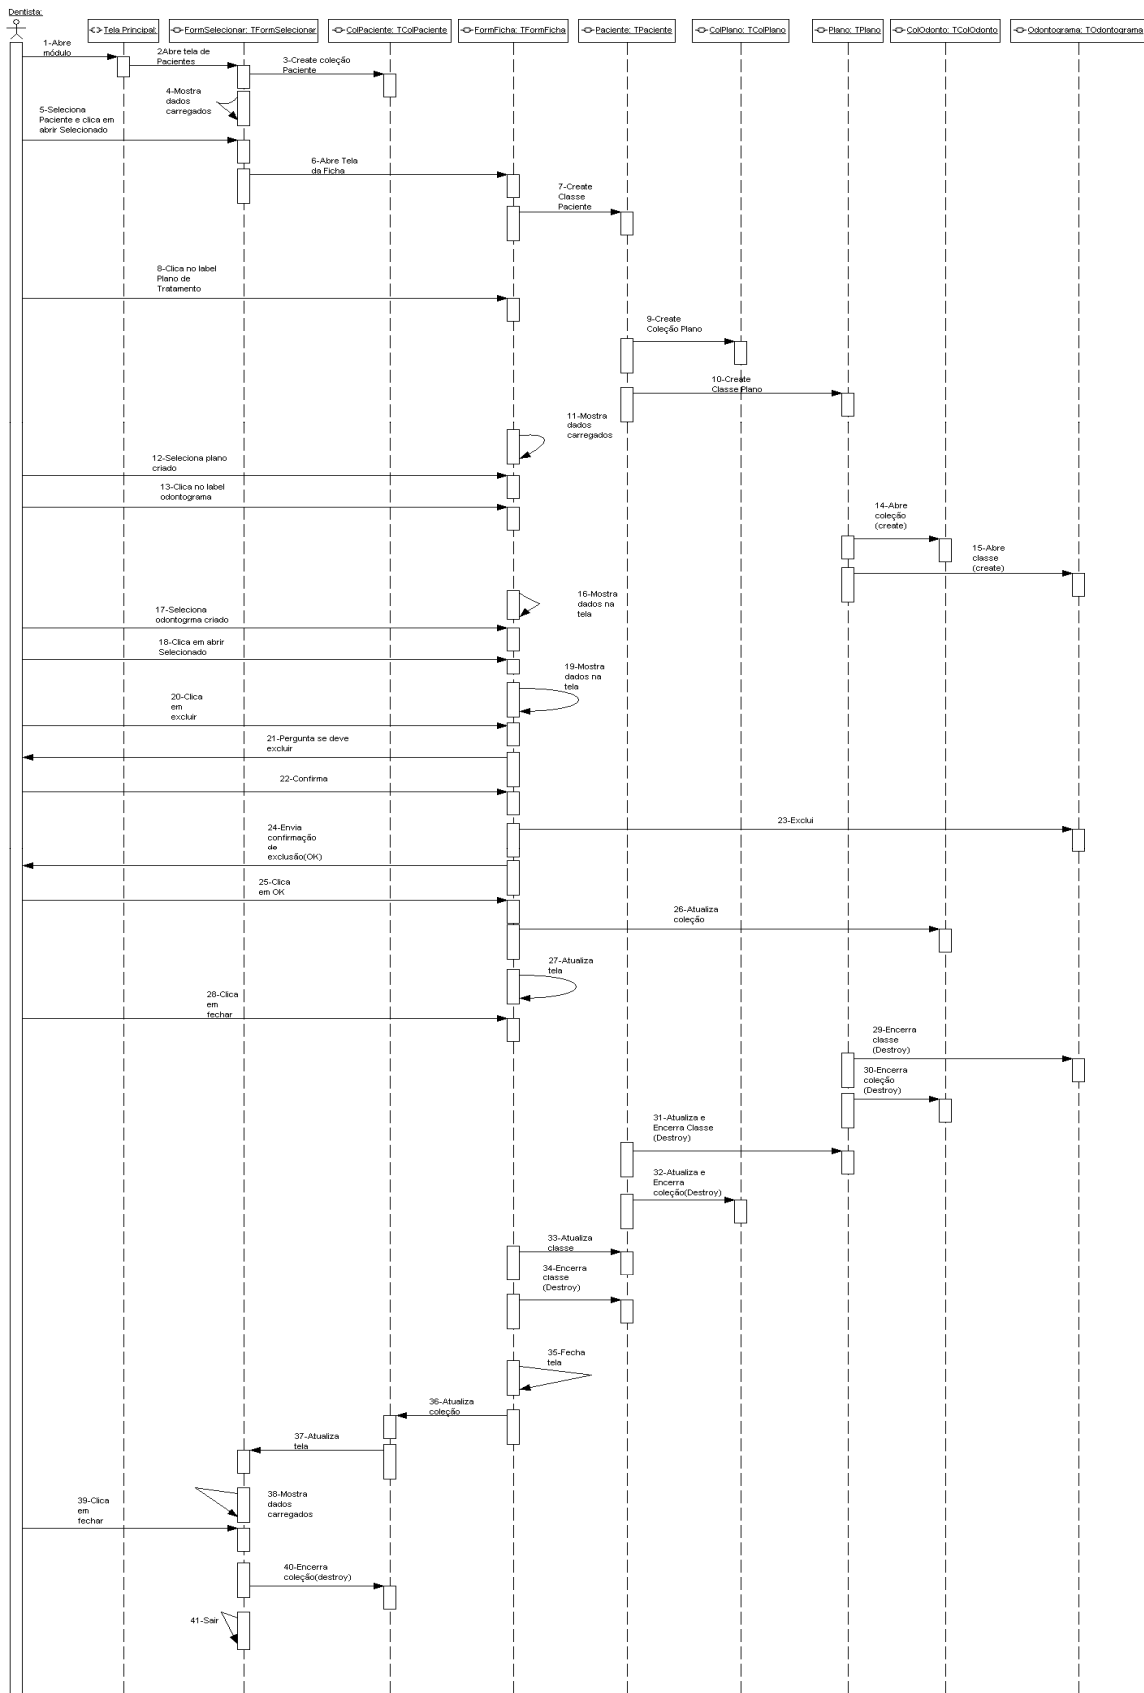 Dentista:
Tela Principal:
FormSelecionar: TFormSelecionar
ColPaciente: TColPaciente
FormFicha: TFormFicha
Paciente: TPaciente
ColPlano: TColPlano
Plano: TPlano
ColOdonto: TColOdonto
Odontograma: TOdontograma
1-Abre
módulo
2Abre tela de
Pacientes
3-Create coleção
Paciente
4-Mostra
dados
carregados
5-Seleciona
Paciente e clica em
abrir Selecionado
6-Abre Tela
da Ficha
7-Create
Classe
Paciente
8-Clica no label
Plano de
Tratamento
9-Create
Coleção Plano
10-Create
Classe Plano
11-Mostra
dados
carregados
12-Seleciona plano
criado
13-Clica no label
odontograma
14-Abre
coleção
(create)
15-Abre
classe
(create)
16-Mostra
dados na
tela
17-Seleciona
odontogrma criado
18-Clica em abrir
Selecionado
19-Mostra
dados na
tela
20-Clica
em
excluir
21-Pergunta se deve
excluir
22-Confirma
23-Exclui
24-Envia
confirmação
de
exclusão(OK)
25-Clica
em OK
26-Atualiza
coleção
27-Atualiza
tela
28-Clica
em
fechar
29-Encerra
classe
(Destroy)
30-Encerra
coleção
(Destroy)
31-Atualiza e
Encerra Classe
(Destroy)
32-Atualiza e
Encerra
coleção(Destroy)
33-Atualiza
classe
34-Encerra
classe
(Destroy)
35-Fecha
tela
36-Atualiza
coleção
37-Atualiza
tela
38-Mostra
dados
carregados
39-Clica
em
fechar
40-Encerra
coleção(destroy)
41-Sair